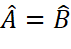 Â = B̂